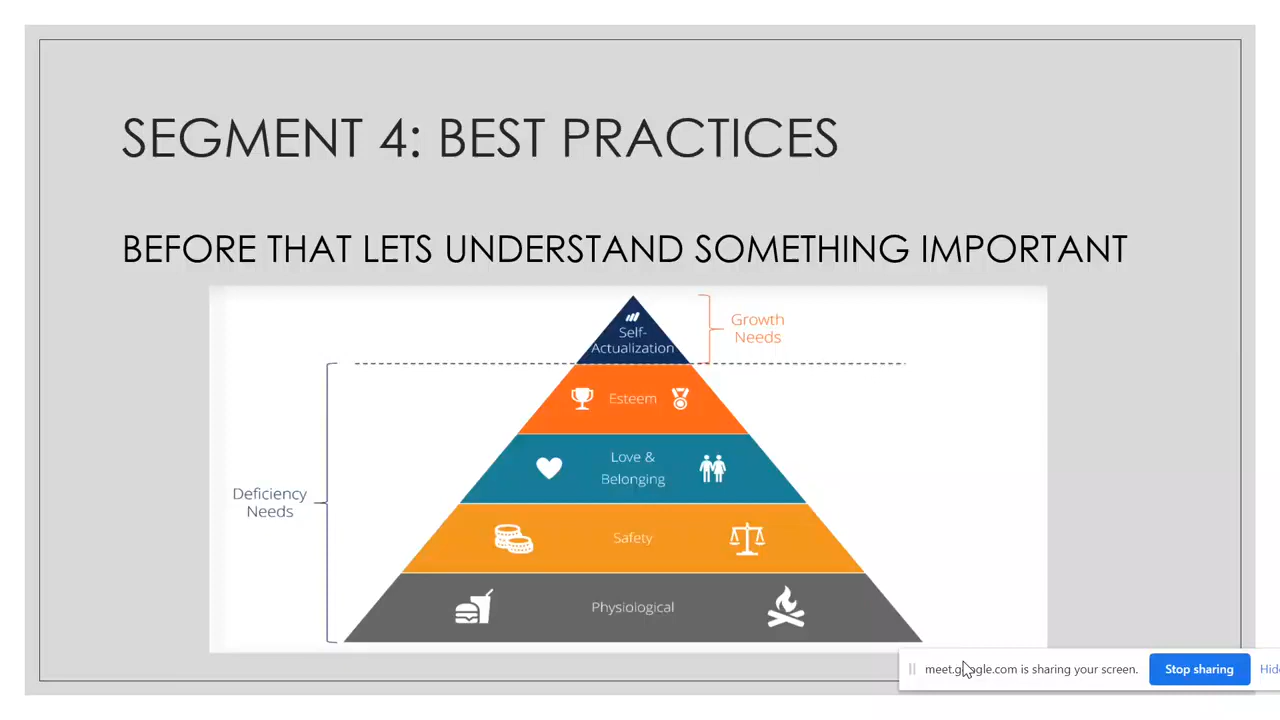 SEGMENT 4: BEST PRACTICES
BEFORE THAT LETS UNDERSTAND SOMETHING IMPORTANT
Self-
Actualization
Growth
Needs
Esteem
Love &
Belonging
Deficiency
Needs
Safety
Physiological
meet.google.com is sharing your screen.
Stop sharing